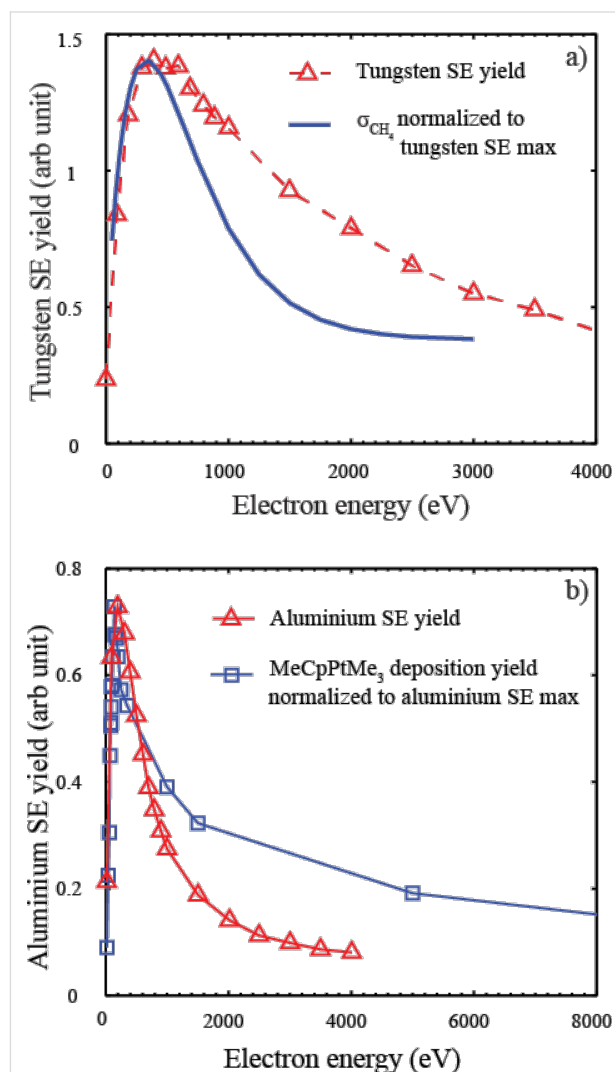 a)
1.5
Tungsten SE yield
σCH₄ normalized to
tungsten SE max
1
0.5
0
Tungsten SE yield (arb unit)
0 1000 2000 3000 4000
Electron energy (eV)
b)
0.8
Aluminium SE yield
MeCpPtMe₃ deposition yield
normalized to aluminium SE max
0.6
0.4
0.2
0
Aluminium SE yield (arb unit)
0 2000 4000 6000 8000
Electron energy (eV)